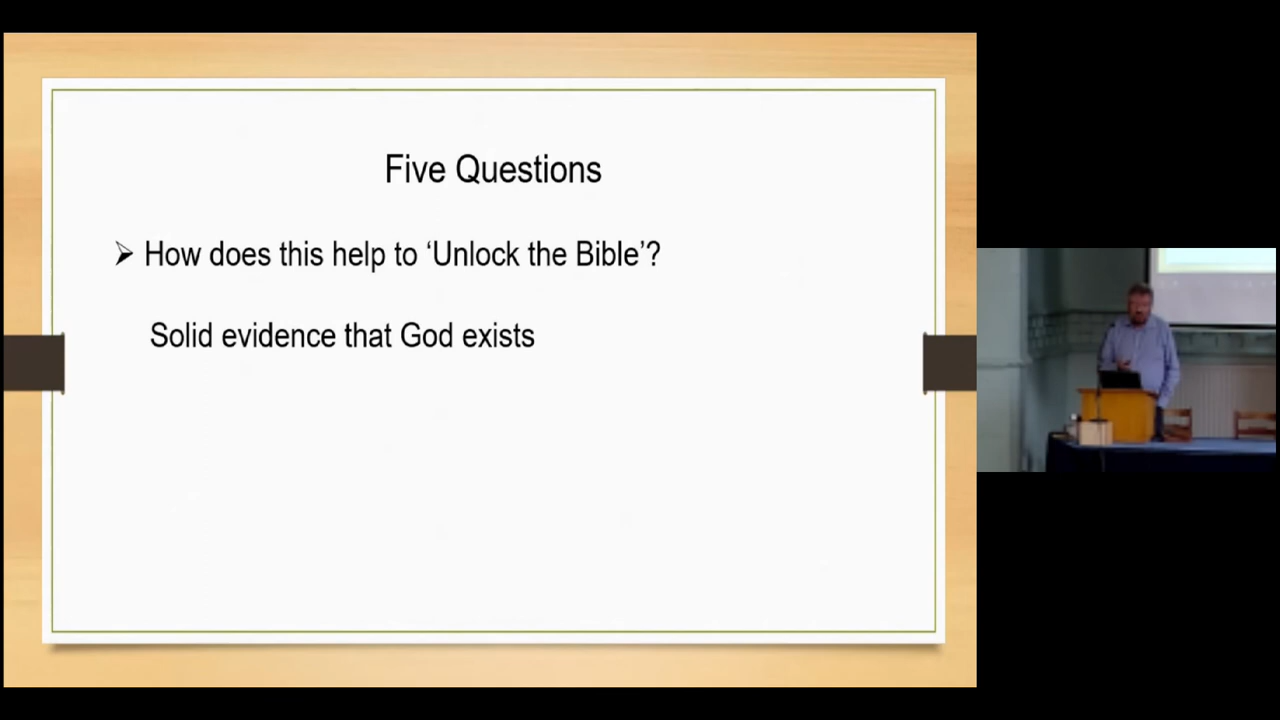 Five Questions
➢ How does this help to ‘Unlock the Bible’?
Solid evidence that God exists